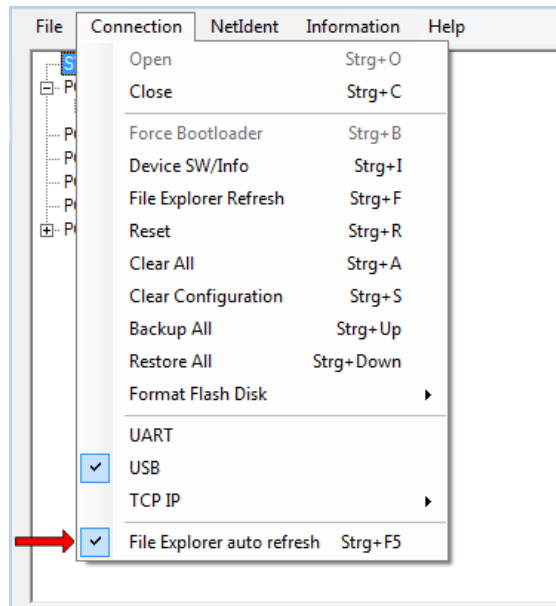 File Connection NetIdent Information Help
Open Strg+O
Close Strg+C
Force Bootloader Strg+B
Device SW/Info Strg+I
File Explorer Refresh Strg+F
Reset Strg+R
Clear All Strg+A
Clear Configuration Strg+S
Backup All Strg+Up
Restore All Strg+Down
Format Flash Disk
UART
USB
TCP IP
File Explorer auto refresh Strg+F5